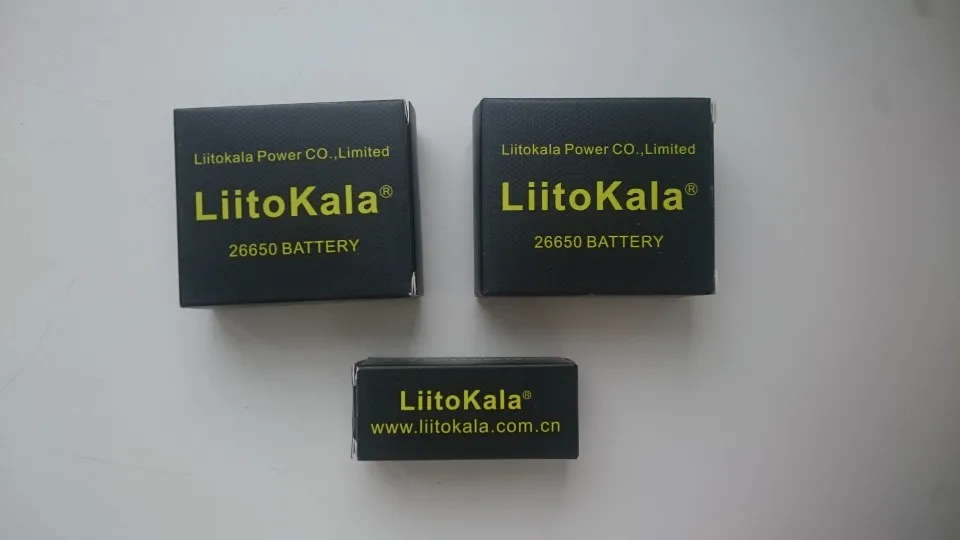 Liitokala Power CO.,Limited
LiitoKala®
26650 BATTERY
Liitokala Power CO.,Limited
LiitoKala®
26650 BATTERY
LiitoKala®
www.liitokala.com.cn